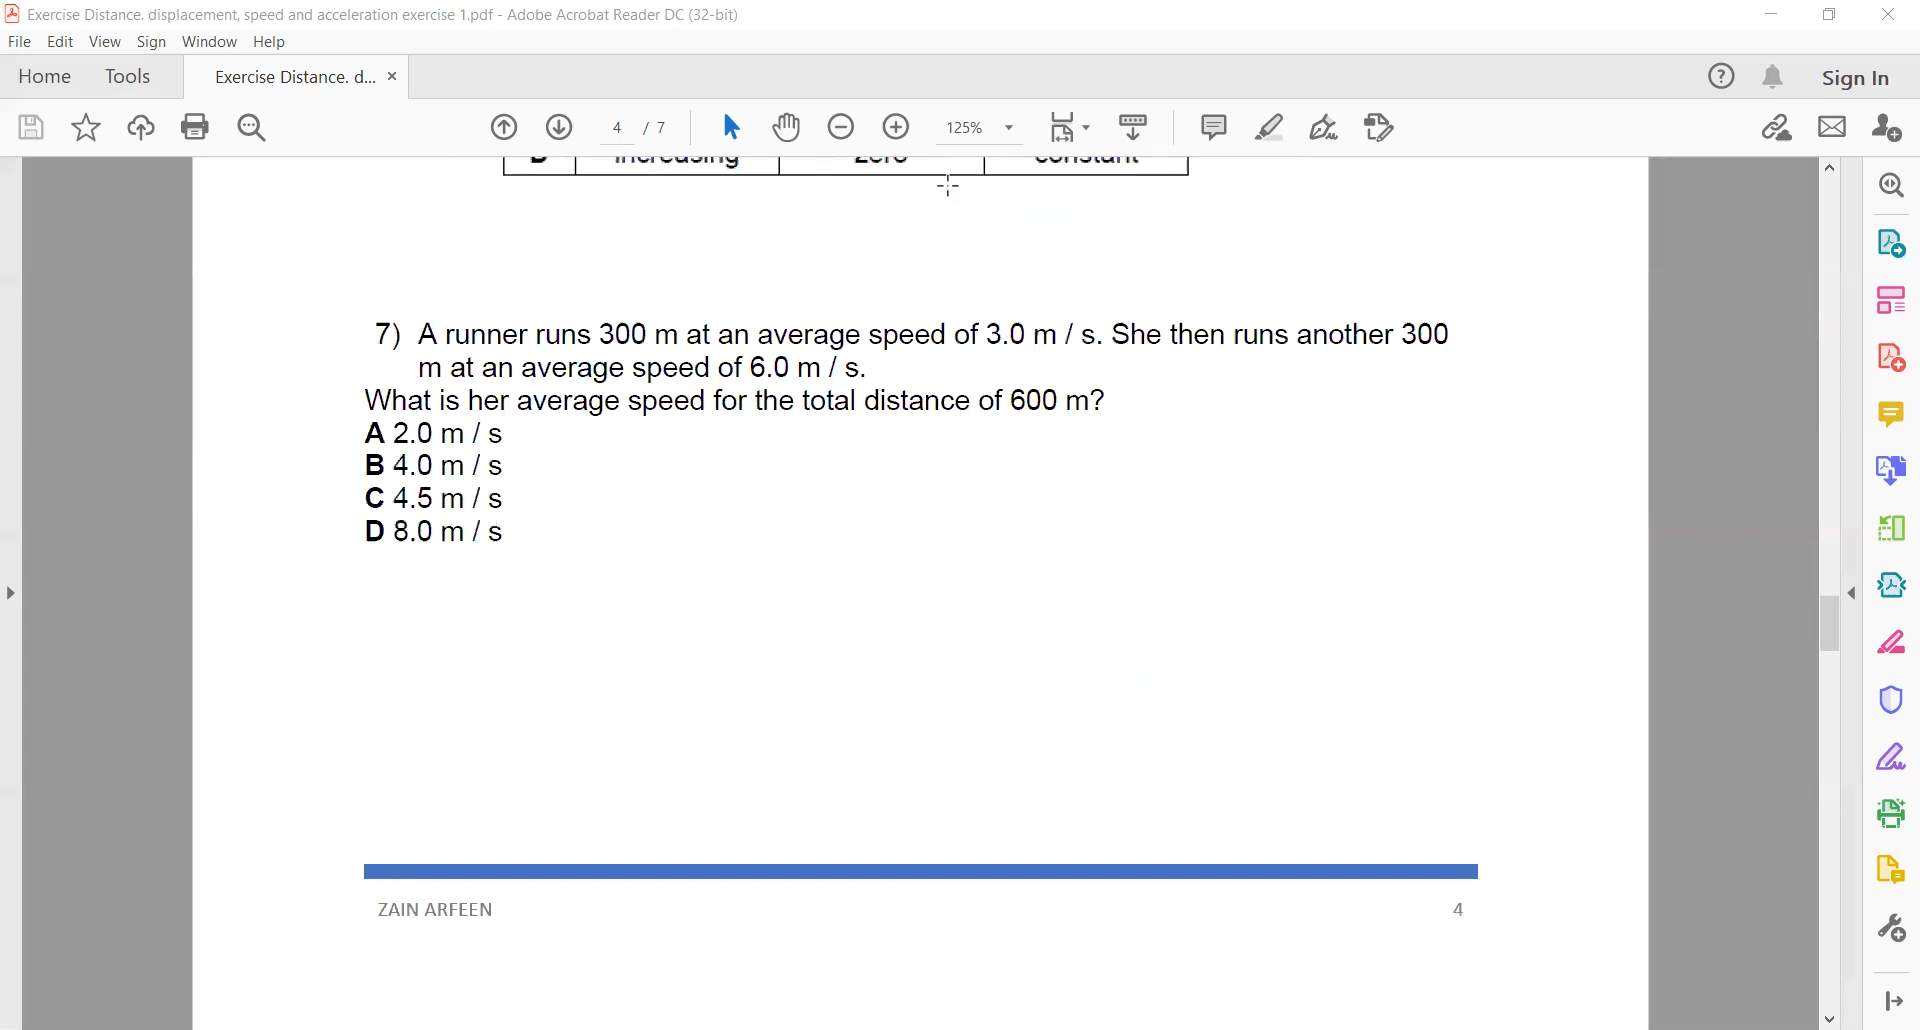 Exercise Distance. displacement, speed and acceleration exercise 1.pdf - Adobe Acrobat Reader DC (32-bit)
File Edit View Sign Window Help
Home Tools Exercise Distance. d... × Sign In
4 / 7 125%
increasing zero constant
7) A runner runs 300 m at an average speed of 3.0 m / s. She then runs another 300
m at an average speed of 6.0 m / s.
What is her average speed for the total distance of 600 m?
A 2.0 m / s
B 4.0 m / s
C 4.5 m / s
D 8.0 m / s
ZAIN ARFEEN 4